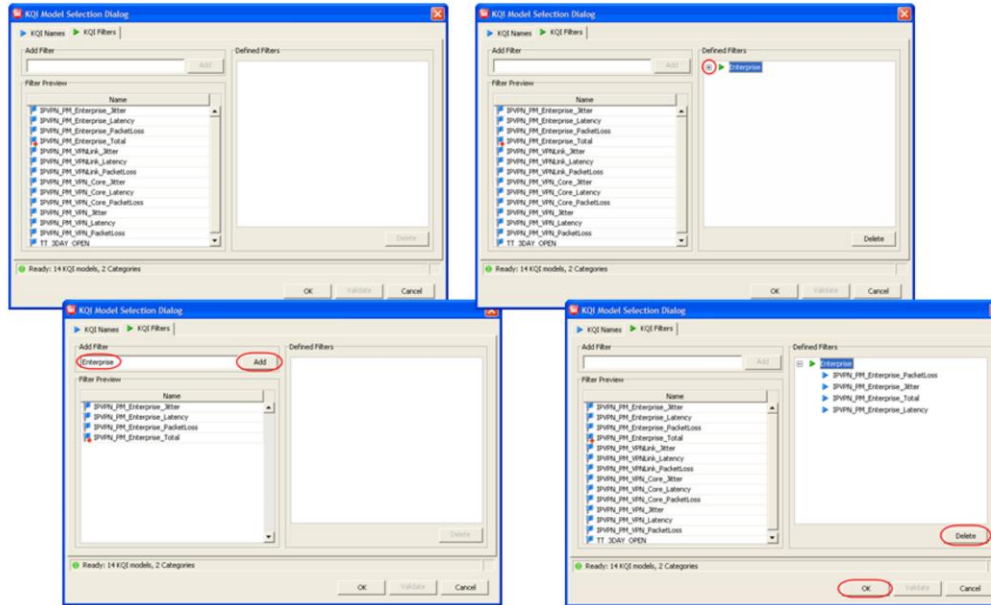 KQI Model Selection Dialog
KQI Names KQI Filters
Add Filter
Add
Filter Preview
Name
IPVPN_PM_Enterprise_Jitter
IPVPN_PM_Enterprise_Latency
IPVPN_PM_Enterprise_PacketLoss
IPVPN_PM_Enterprise_Total
IPVPN_PM_VPNLink_Jitter
IPVPN_PM_VPNLink_Latency
IPVPN_PM_VPNLink_PacketLoss
IPVPN_PM_VPN_Core_Jitter
IPVPN_PM_VPN_Core_Latency
IPVPN_PM_VPN_Core_PacketLoss
IPVPN_PM_VPN_Jitter
IPVPN_PM_VPN_Latency
IPVPN_PM_VPN_PacketLoss
TT_3DAY_OPEN
Defined Filters
Delete
Ready: 14 KQI models, 2 Categories
OK Validate Cancel
KQI Model Selection Dialog
KQI Names KQI Filters
Add Filter
Add
Filter Preview
Name
IPVPN_PM_Enterprise_Jitter
IPVPN_PM_Enterprise_Latency
IPVPN_PM_Enterprise_PacketLoss
IPVPN_PM_Enterprise_Total
IPVPN_PM_VPNLink_Jitter
IPVPN_PM_VPNLink_Latency
IPVPN_PM_VPNLink_PacketLoss
IPVPN_PM_VPN_Core_Jitter
IPVPN_PM_VPN_Core_Latency
IPVPN_PM_VPN_Core_PacketLoss
IPVPN_PM_VPN_Jitter
IPVPN_PM_VPN_Latency
IPVPN_PM_VPN_PacketLoss
TT_3DAY_OPEN
Defined Filters
Enterprise
Delete
Ready: 14 KQI models, 2 Categories
OK Validate Cancel
KQI Model Selection Dialog
KQI Names KQI Filters
Add Filter
Enterprise Add
Filter Preview
Name
IPVPN_PM_Enterprise_Jitter
IPVPN_PM_Enterprise_Latency
IPVPN_PM_Enterprise_PacketLoss
IPVPN_PM_Enterprise_Total
Defined Filters
Delete
Ready: 14 KQI models, 2 Categories
OK Validate Cancel
KQI Model Selection Dialog
KQI Names KQI Filters
Add Filter
Add
Filter Preview
Name
IPVPN_PM_Enterprise_Jitter
IPVPN_PM_Enterprise_Latency
IPVPN_PM_Enterprise_PacketLoss
IPVPN_PM_Enterprise_Total
IPVPN_PM_VPNLink_Jitter
IPVPN_PM_VPNLink_Latency
IPVPN_PM_VPNLink_PacketLoss
IPVPN_PM_VPN_Core_Jitter
IPVPN_PM_VPN_Core_Latency
IPVPN_PM_VPN_Core_PacketLoss
IPVPN_PM_VPN_Jitter
IPVPN_PM_VPN_Latency
IPVPN_PM_VPN_PacketLoss
TT_3DAY_OPEN
Defined Filters
Enterprise
IPVPN_PM_Enterprise_PacketLoss
IPVPN_PM_Enterprise_Jitter
IPVPN_PM_Enterprise_Total
IPVPN_PM_Enterprise_Latency
Delete
Ready: 14 KQI models, 2 Categories
OK Validate Cancel